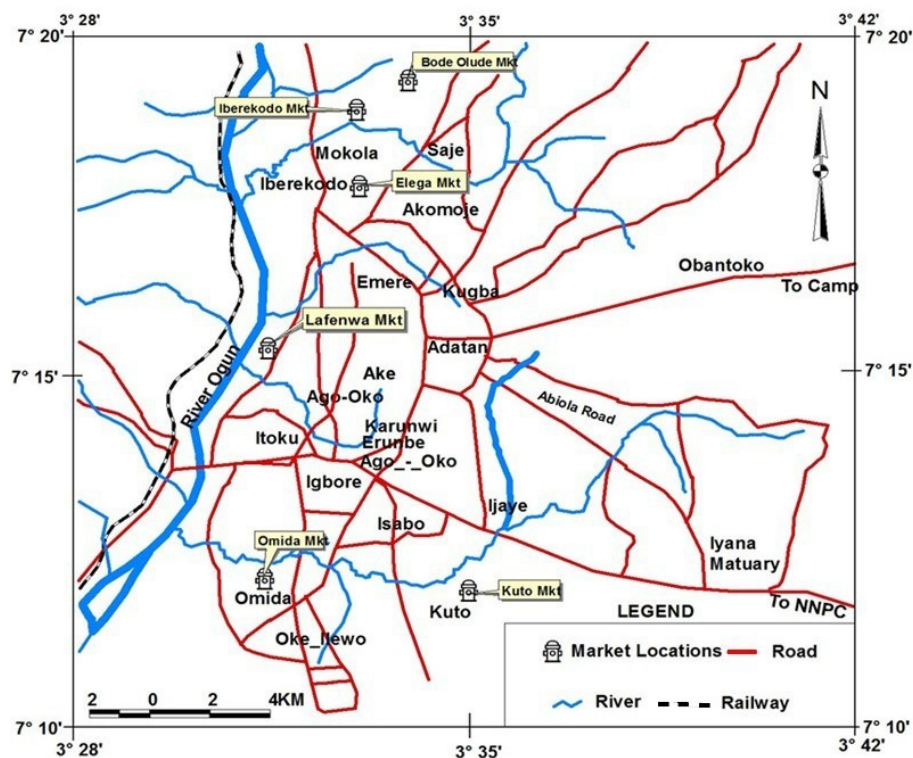 3° 28' 3° 35' 3° 42'
7° 20' 7° 20'
Bode Olude Mkt
Iberekodo Mkt
N
Mokola Saje
Iberekodo Elega Mkt
Akomoje
Obantoko
Emere Kugba To Camp
Lafenwa Mkt
Adatan
7° 15' 7° 15'
River Ogun
Ake
Abiola Road
Ago-Oko
Karunwi
Itoku Erunbe
Ago_-_Oko
Igbore
Isabo Ijaye
Omida Mkt Iyana
Matuary
Kuto Mkt
Omida Kuto LEGEND To NNPC
Oke_Ilewo
Market Locations Road
River Railway
2 0 2 4KM
7° 10' 7° 10'
3° 28' 3° 35' 3° 42'